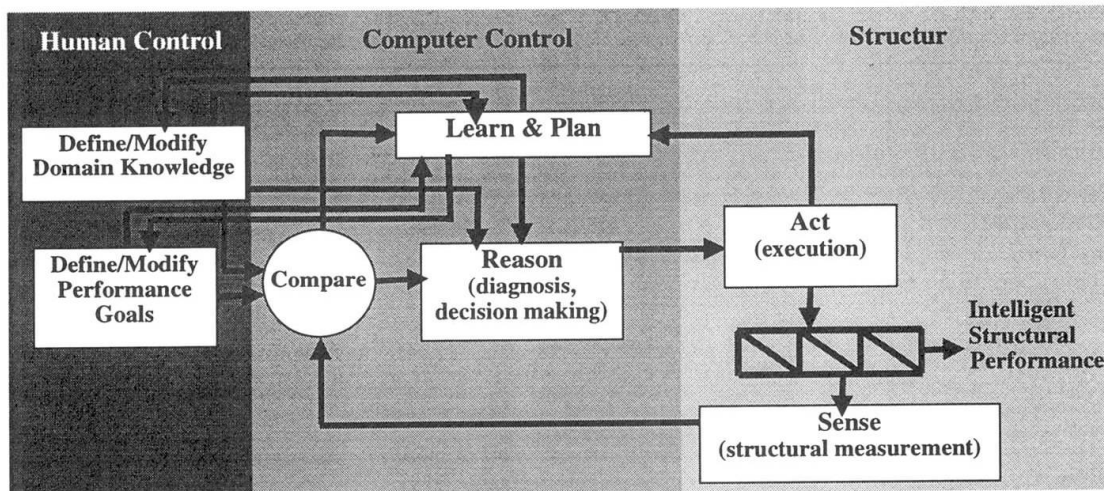 Human Control
Computer Control
Structur
Learn & Plan
Define/Modify
Domain Knowledge
Act
(execution)
Define/Modify
Performance
Goals
Compare
Reason
(diagnosis,
decision making)
Intelligent
Structural
Performance
Sense
(structural measurement)